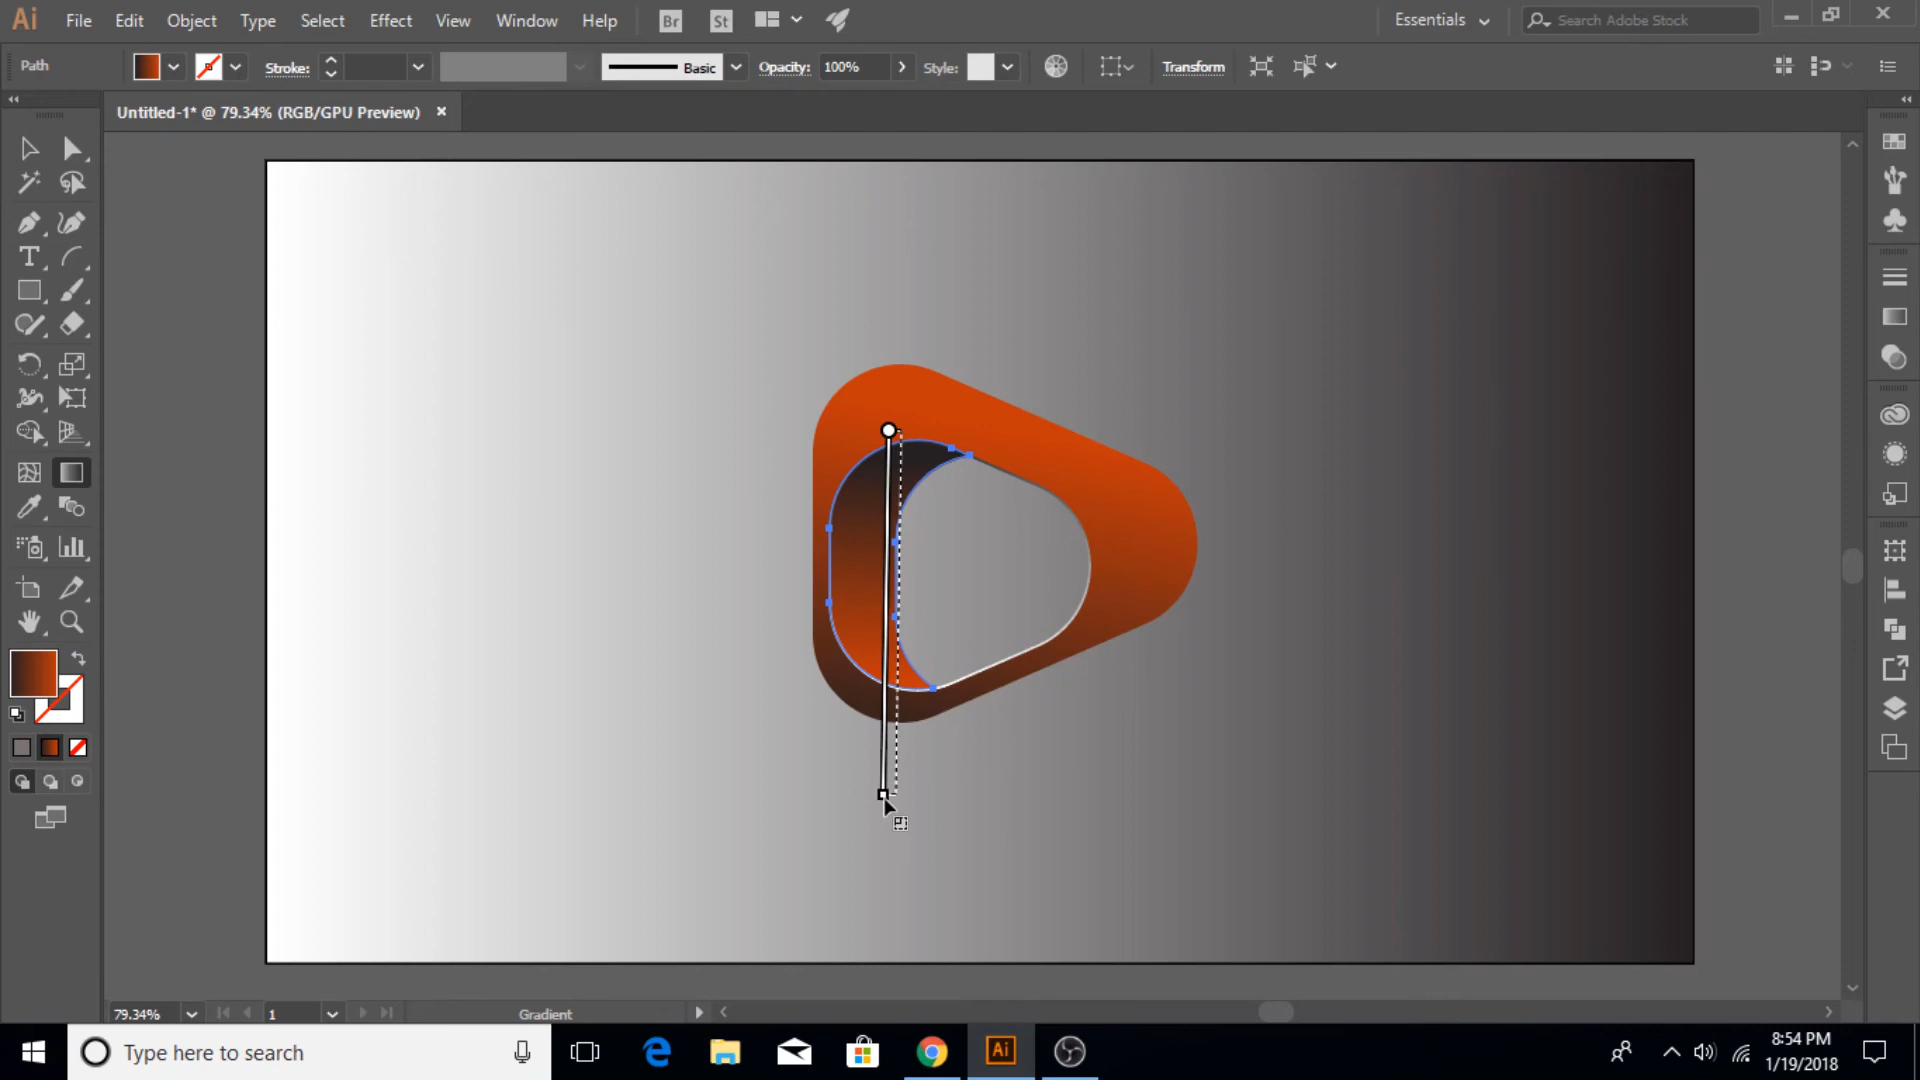 Ai File Edit Object Type Select Effect View Window Help Br St Essentials Search Adobe Stock
Path Stroke: Basic Opacity: 100% Style: Transform
Untitled-1* @ 79.34% (RGB/GPU Preview)
79.34% 1 Gradient
Type here to search Ai 8:54 PM
1/19/2018